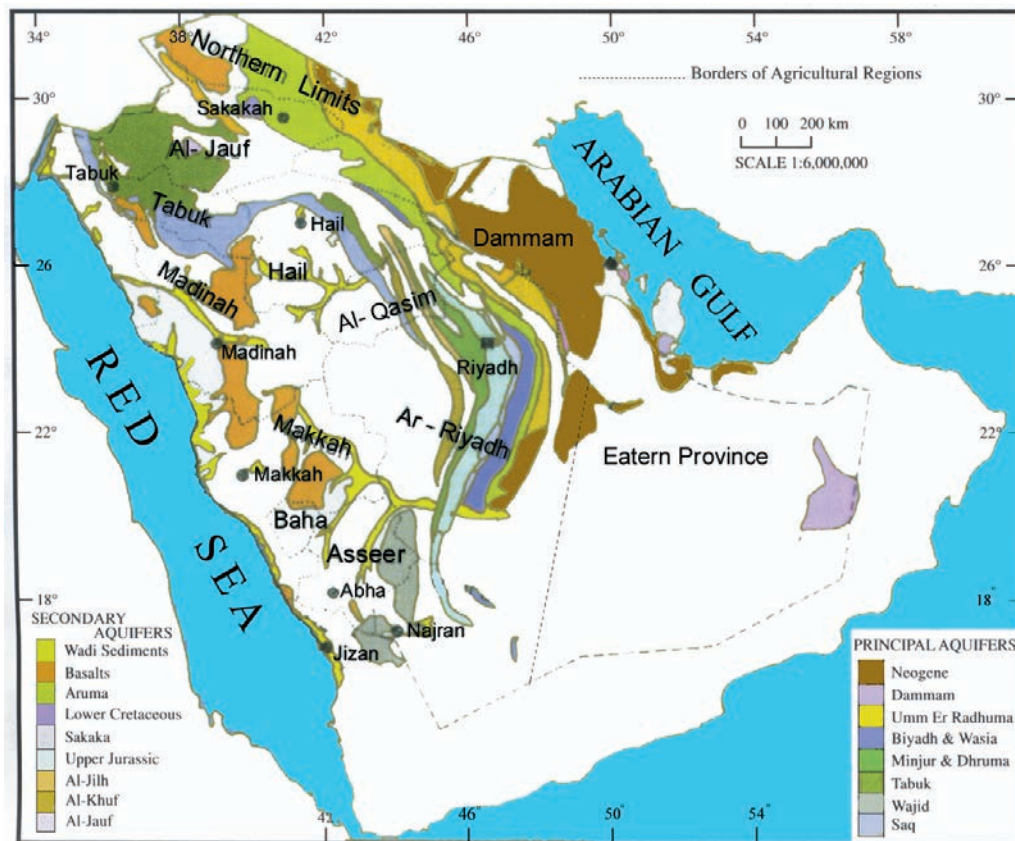 34° 38° 42° 46° 50° 54° 58°
Borders of Agricultural Regions
0 100 200 km
SCALE 1:6,000,000
30°
30°
Northern Limits
Sakakah
Al- Jauf
Tabuk
Tabuk
Hail
Hail
Dammam
ARABIAN GULF
26
26°
Madinah
Al- Qasim
Madinah
Riyadh
RED SEA
Ar - Riyadh
22°
22°
Makkah
Makkah
Eatern Province
Baha
Asseer
Abha
18°
18°
Najran
Jizan
SECONDARY
AQUIFERS
Wadi Sediments
Basalts
Aruma
Lower Cretaceous
Sakaka
Upper Jurassic
Al-Jilh
Al-Khuf
Al-Jauf
PRINCIPAL AQUIFERS
Neogene
Dammam
Umm Er Radhuma
Biyadh & Wasia
Minjur & Dhruma
Tabuk
Wajid
Saq
42° 46° 50° 54°